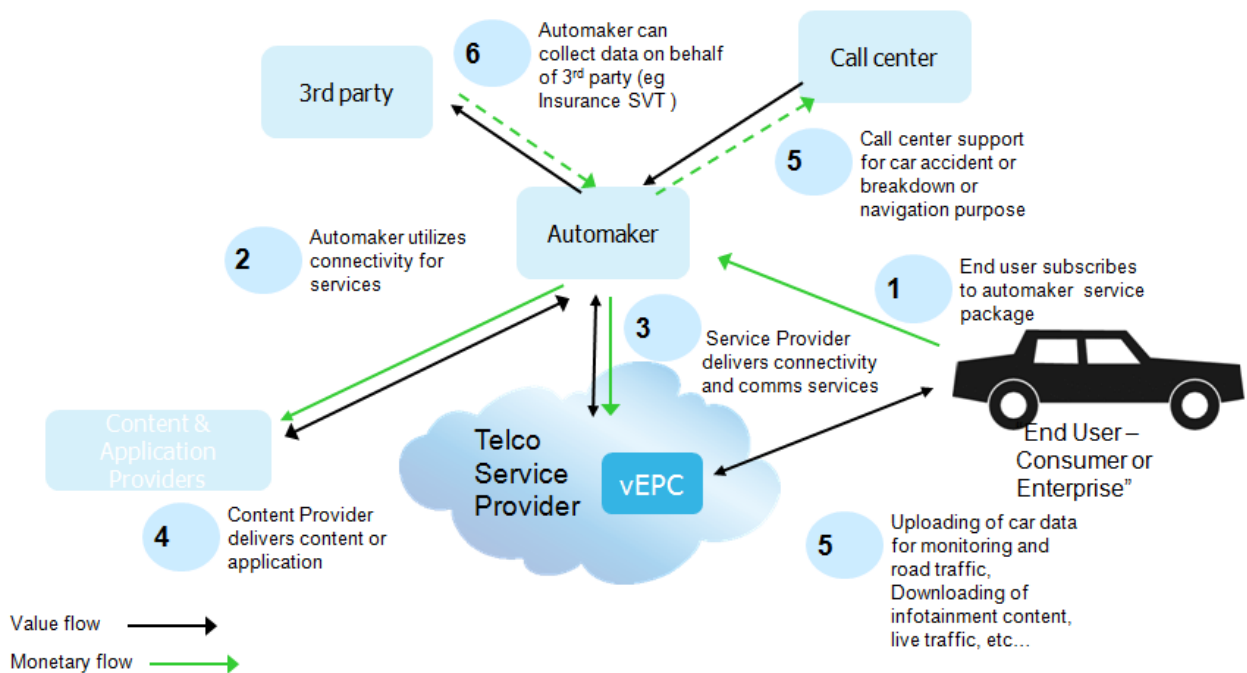 6
Automaker can
collect data on behalf
of 3rd party (eg
Insurance SVT )
3rd party
Call center
5
Call center support
for car accident or
breakdown or
navigation purpose
Automaker
2
Automaker utilizes
connectivity for
services
1
End user subscribes
to automaker service
package
3
Service Provider
delivers connectivity
and comms services
Content &
Application
Providers
Telco
Service
Provider
vEPC
"End User –
Consumer or
Enterprise”
4
Content Provider
delivers content or
application
5
Uploading of car data
for monitoring and
road traffic,
Downloading of
infotainment content,
live traffic, etc...
Value flow
Monetary flow